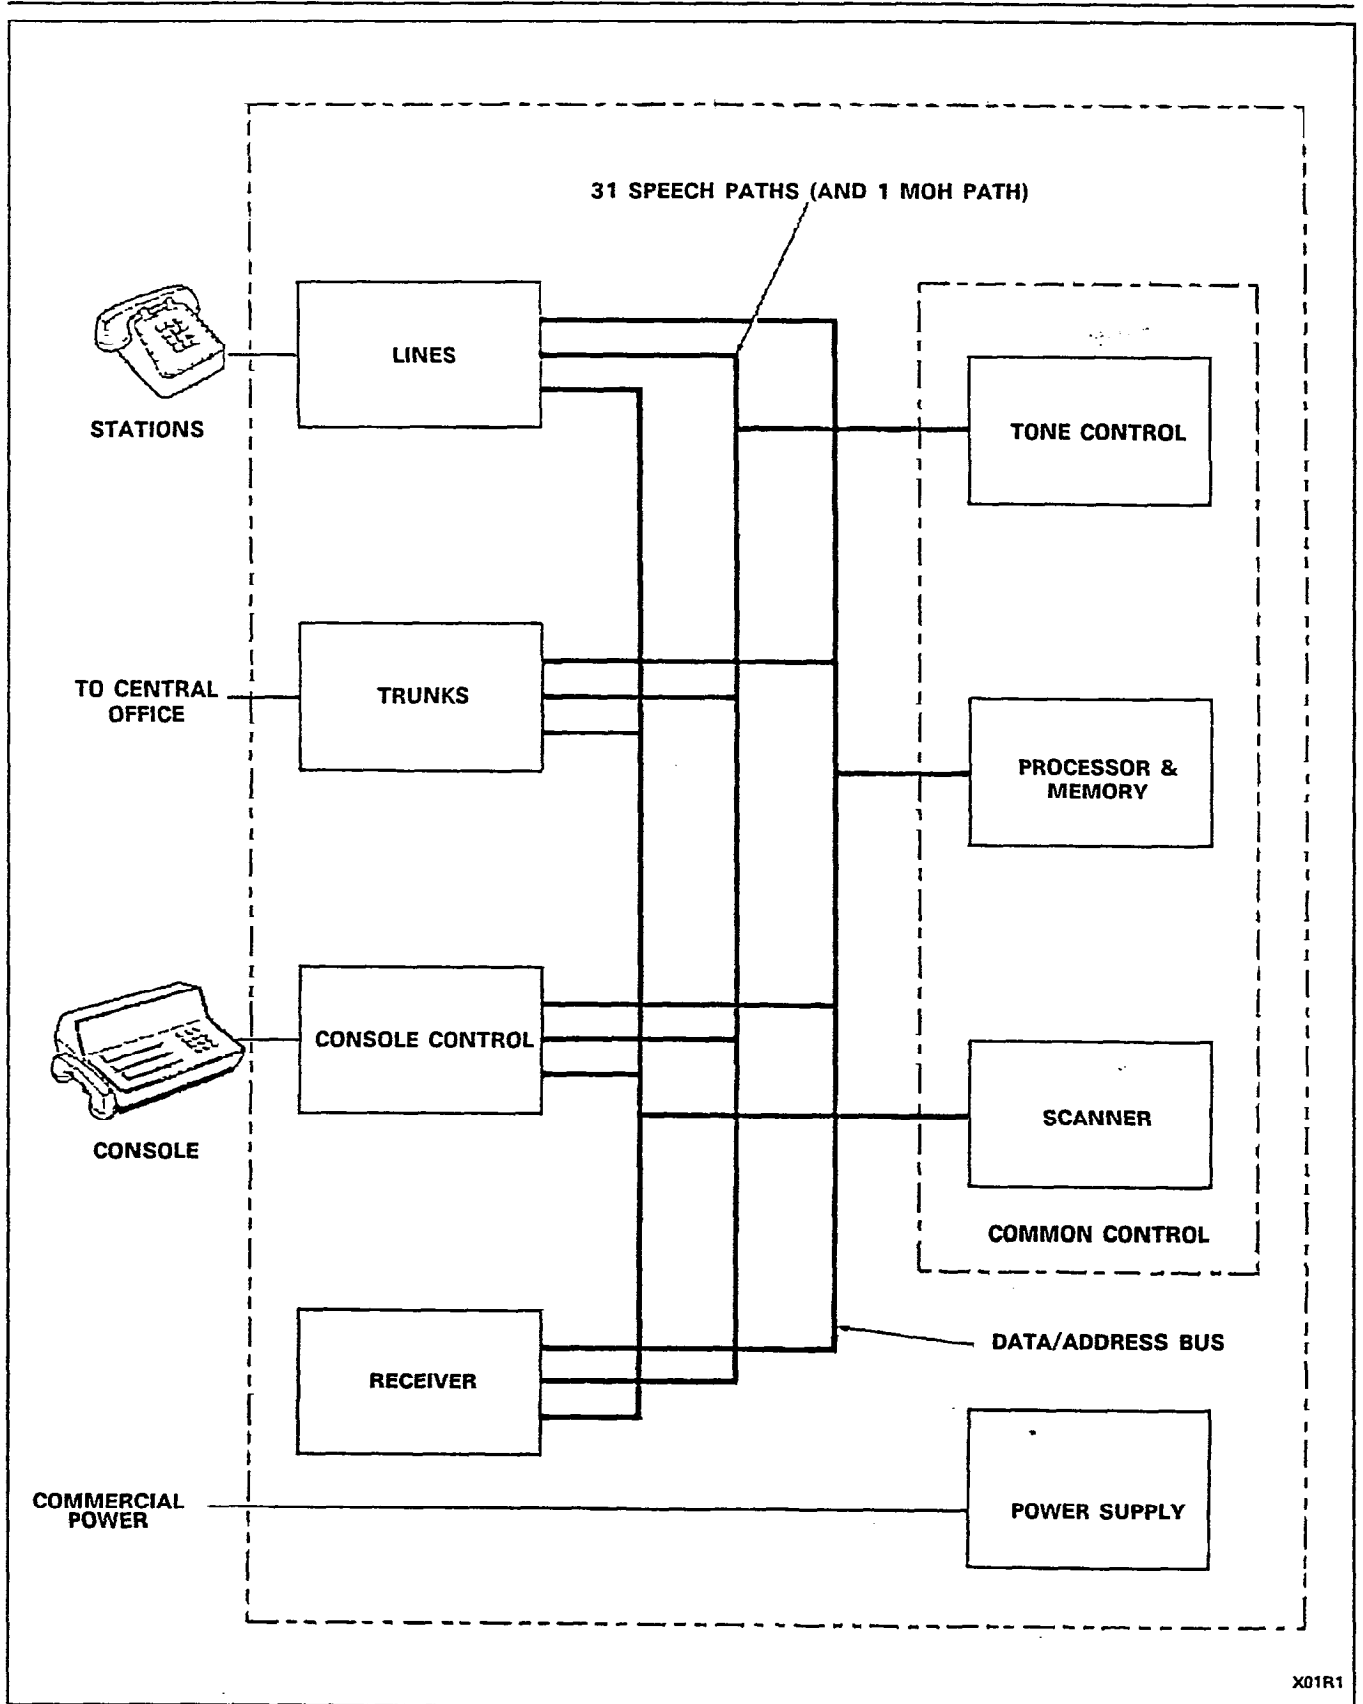 31 SPEECH PATHS (AND 1 MOH PATH)
LINES
STATIONS
TONE CONTROL
TO CENTRAL
OFFICE
TRUNKS
PROCESSOR &
MEMORY
CONSOLE CONTROL
CONSOLE
SCANNER
COMMON CONTROL
RECEIVER
DATA/ADDRESS BUS
COMMERCIAL
POWER
POWER SUPPLY
X01R1